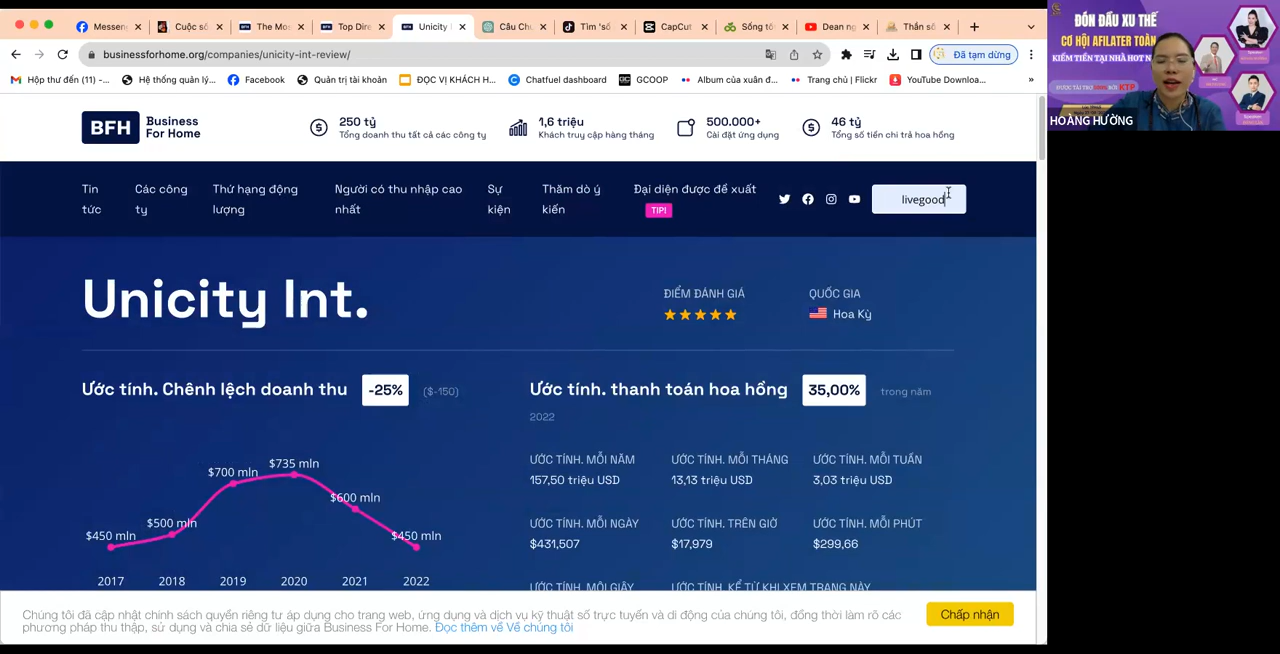 Messeng
Cuộc số
The Mos
Top Dire
Unicity I
Câu Chu
Tìm 'số
CapCut
Sống tố
Dean ng
Thần số
businessforhome.org/companies/unicity-int-review/
Đã tạm dừng
Hộp thư đến (11) -...
Hệ thống quản lý...
Facebook
Quản trị tài khoản
ĐỌC VỊ KHÁCH H...
Chatfuel dashboard
GCOOP
Album của xuân đ...
Trang chủ | Flickr
YouTube Downloa...
»
BFH Business For Home
250 tỷ
Tổng doanh thu tất cả các công ty
1,6 triệu
Khách truy cập hàng tháng
500.000+
Cài đặt ứng dụng
46 tỷ
Tổng số tiền chi trả hoa hồng
Tin tức
Các công ty
Thứ hạng động lượng
Người có thu nhập cao nhất
Sự kiện
Thăm dò ý kiến
Đại diện được đề xuất
TIPI
livegood
Unicity Int.
ĐIỂM ĐÁNH GIÁ
QUỐC GIA
Hoa Kỳ
Ước tính. Chênh lệch doanh thu -25% ($-150)
$450 mln
$500 mln
$700 mln
$735 mln
$600 mln
$450 mln
2017 2018 2019 2020 2021 2022
Ước tính. thanh toán hoa hồng 35,00% trong năm
2022
ƯỚC TÍNH. MỖI NĂM
157,50 triệu USD
ƯỚC TÍNH. MỖI THÁNG
13,13 triệu USD
ƯỚC TÍNH. MỖI TUẦN
3,03 triệu USD
ƯỚC TÍNH. MỖI NGÀY
$431,507
ƯỚC TÍNH. TRÊN GIỜ
$17,979
ƯỚC TÍNH. MỖI PHÚT
$299,66
ƯỚC TÍNH. MỖI GIÂY
ƯỚC TÍNH. KỂ TỪ KHI XEM TRANG NÀY
Chúng tôi đã cập nhật chính sách quyền riêng tư áp dụng cho trang web, ứng dụng và dịch vụ kỹ thuật số trực tuyến và di động của chúng tôi, đồng thời làm rõ các
phương pháp thu thập, sử dụng và chia sẻ dữ liệu giữa Business For Home. Đọc thêm về Về chúng tôi
Chấp nhận
ĐÓN ĐẦU XU THẾ
CƠ HỘI AFILATER TOÀN
KIẾM TIỀN TẠI NHÀ HOT N
HOÀNG HƯỜNG